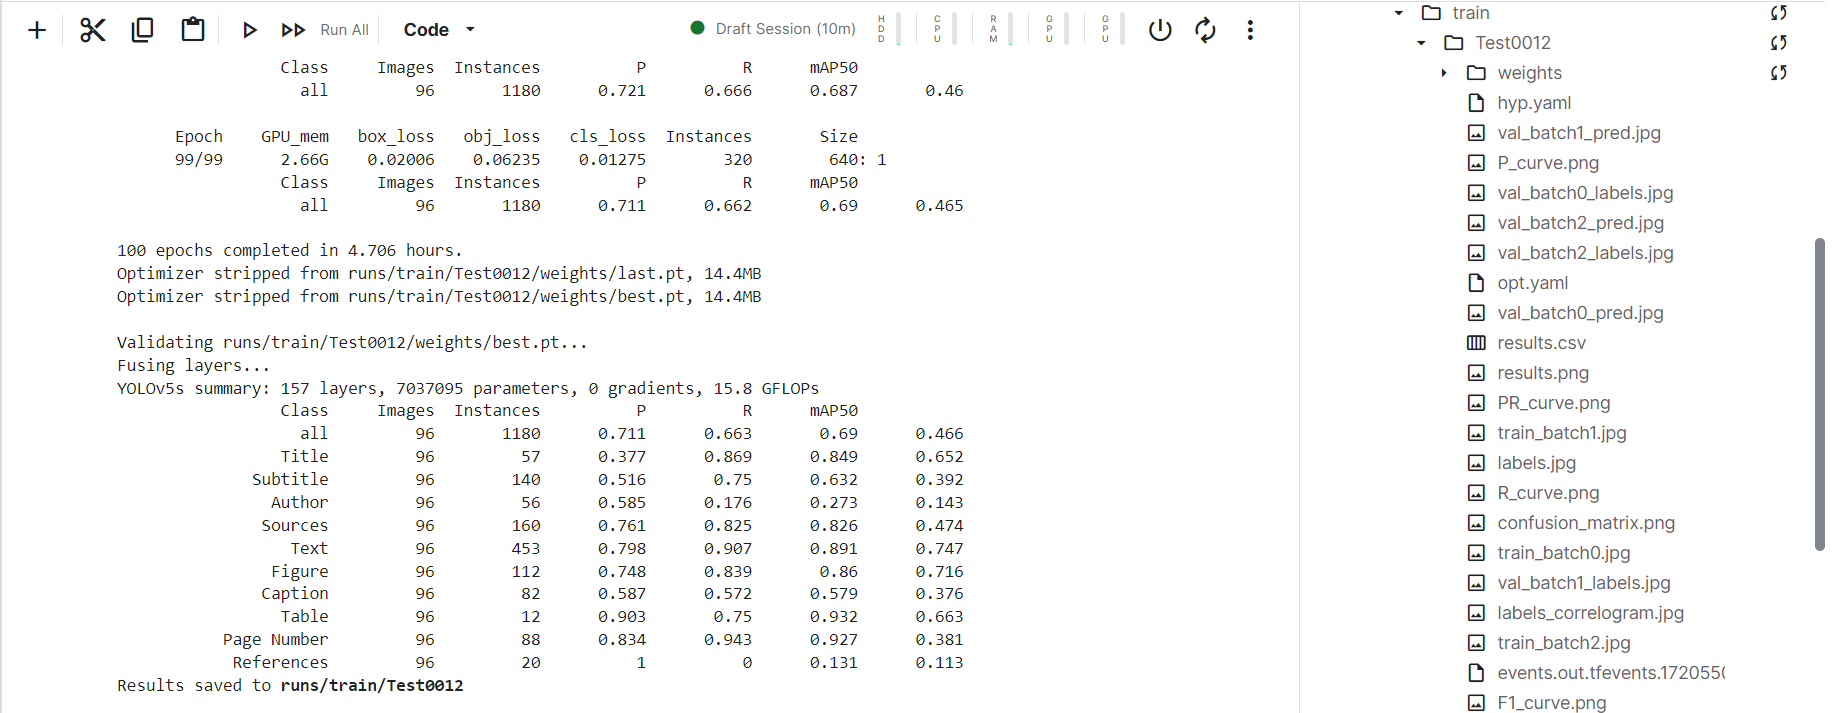 Run All Code Draft Session (10m) HDD CPU RAM GPU GPU
Class Images Instances P R mAP50
all 96 1180 0.721 0.666 0.687 0.46
Epoch GPU_mem box_loss obj_loss cls_loss Instances Size
99/99 2.66G 0.02006 0.06235 0.01275 320 640: 1
Class Images Instances P R mAP50
all 96 1180 0.711 0.662 0.69 0.465
100 epochs completed in 4.706 hours.
Optimizer stripped from runs/train/Test0012/weights/last.pt, 14.4MB
Optimizer stripped from runs/train/Test0012/weights/best.pt, 14.4MB
Validating runs/train/Test0012/weights/best.pt...
Fusing layers...
YOLOv5s summary: 157 layers, 7037095 parameters, 0 gradients, 15.8 GFLOPs
Class Images Instances P R mAP50
all 96 1180 0.711 0.663 0.69 0.466
Title 96 57 0.377 0.869 0.849 0.652
Subtitle 96 140 0.516 0.75 0.632 0.392
Author 96 56 0.585 0.176 0.273 0.143
Sources 96 160 0.761 0.825 0.826 0.474
Text 96 453 0.798 0.907 0.891 0.747
Figure 96 112 0.748 0.839 0.86 0.716
Caption 96 82 0.587 0.572 0.579 0.376
Table 96 12 0.903 0.75 0.932 0.663
Page Number 96 88 0.834 0.943 0.927 0.381
References 96 20 1 0 0.131 0.113
Results saved to runs/train/Test0012
train
Test0012
weights
hyp.yaml
val_batch1_pred.jpg
P_curve.png
val_batch0_labels.jpg
val_batch2_pred.jpg
val_batch2_labels.jpg
opt.yaml
val_batch0_pred.jpg
results.csv
results.png
PR_curve.png
train_batch1.jpg
labels.jpg
R_curve.png
confusion_matrix.png
train_batch0.jpg
val_batch1_labels.jpg
labels_correlogram.jpg
train_batch2.jpg
events.out.tfevents.1720550
F1_curve.png